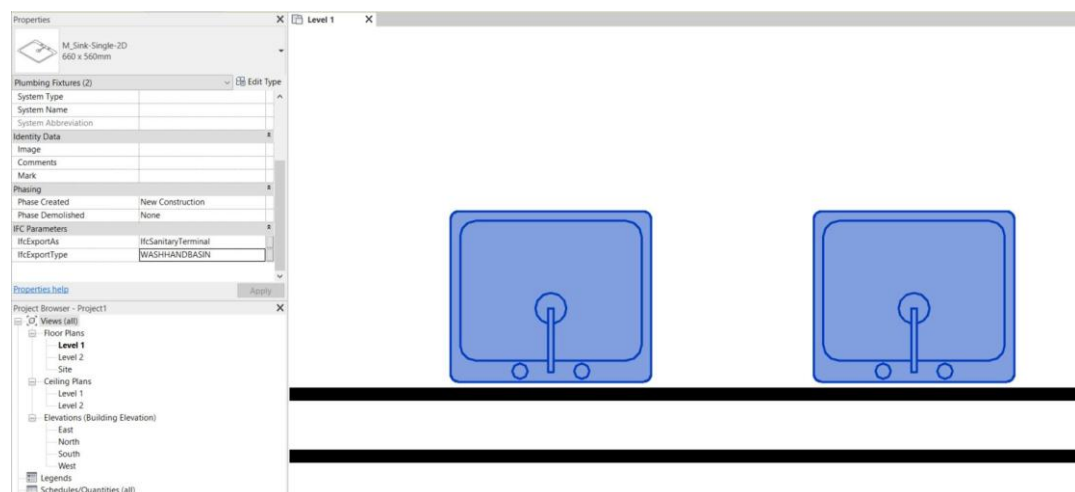 Properties
M_Sink-Single-2D
660 x 560mm
Plumbing Fixtures (2)
Edit Type
System Type
System Name
System Abbreviation
Identity Data
Image
Comments
Mark
Phasing
Phase Created New Construction
Phase Demolished None
IFC Parameters
IfcExportAs IfcSanitaryTerminal
IfcExportType WASHHANDBASIN
Properties help
Apply
Project Browser - Project1
Views (all)
Floor Plans
Level 1
Level 2
Site
Ceiling Plans
Level 1
Level 2
Elevations (Building Elevation)
East
North
South
West
Legends
Schedules/Quantities (all)
Level 1